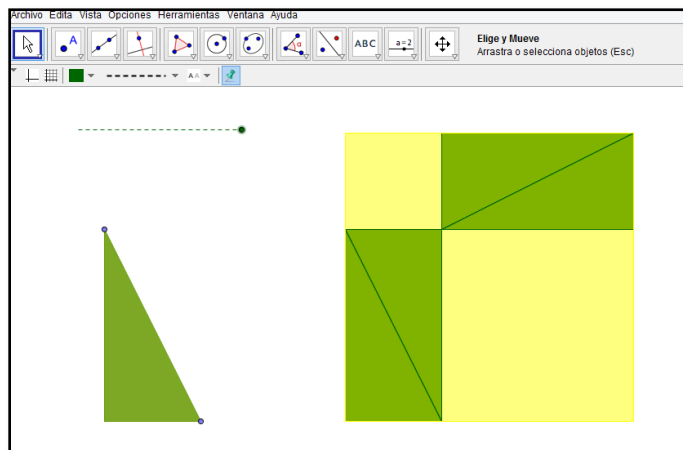 Archivo Edita Vista Opciones Herramientas Ventana Ayuda
A
α
ABC
a=2
Elige y Mueve
Arrastra o selecciona objetos (Esc)
A A